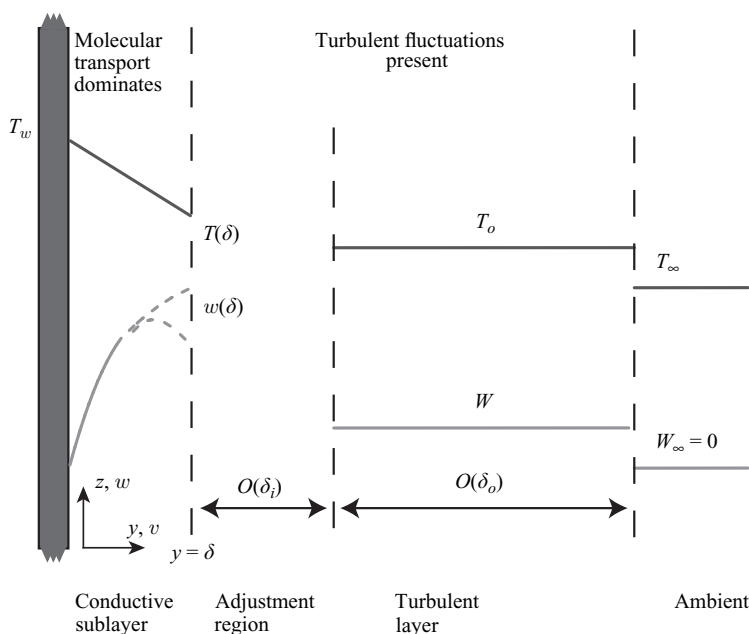 Molecular
transport
dominates
Turbulent fluctuations
present
T_w
T(δ)
T_o
T_∞
w(δ)
W
W_∞ = 0
z, w
O(δ_i)
O(δ_o)
y, v
y = δ
Conductive
sublayer
Adjustment
region
Turbulent
layer
Ambient